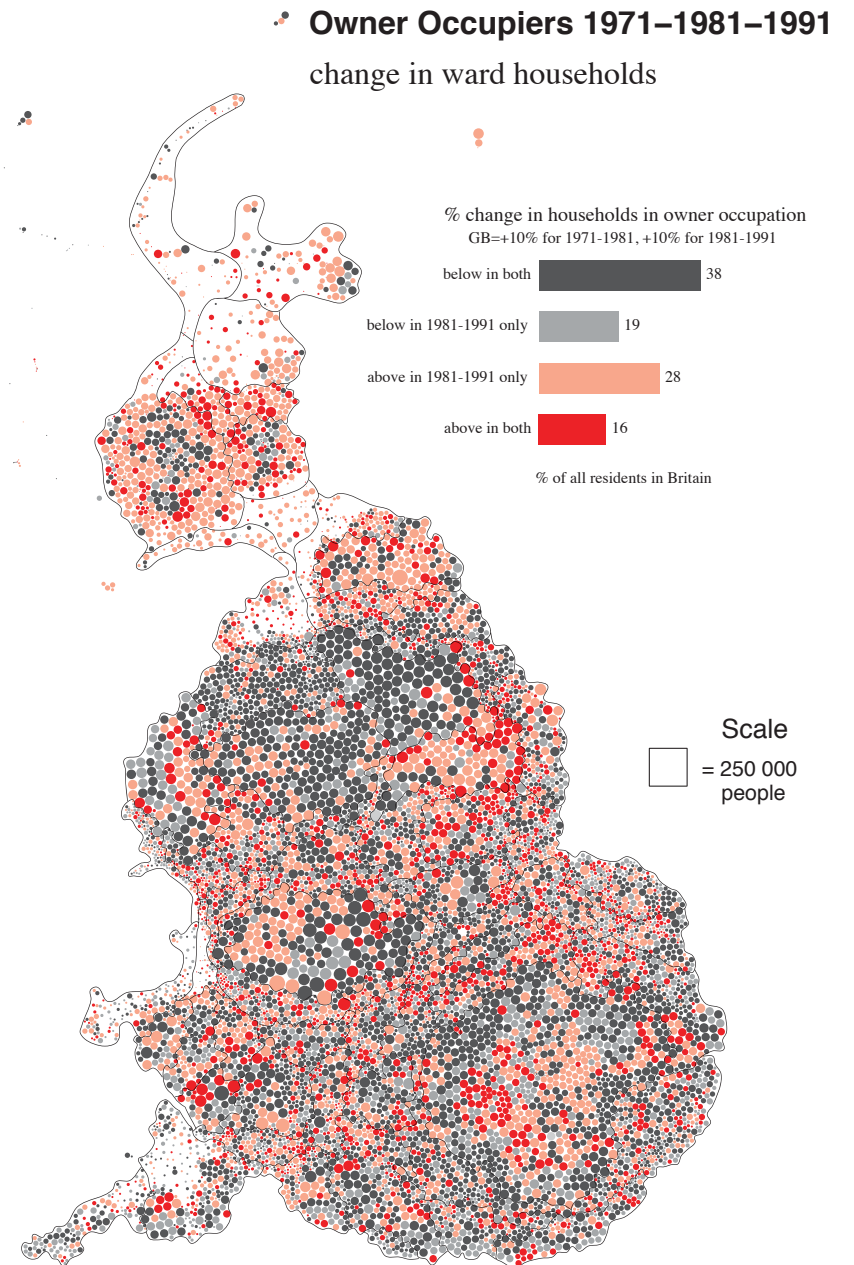 Owner Occupiers 1971–1981–1991
change in ward households
% change in households in owner occupation
GB=+10% for 1971-1981, +10% for 1981-1991
below in both 38
below in 1981-1991 only 19
above in 1981-1991 only 28
above in both 16
% of all residents in Britain
Scale
= 250 000
people